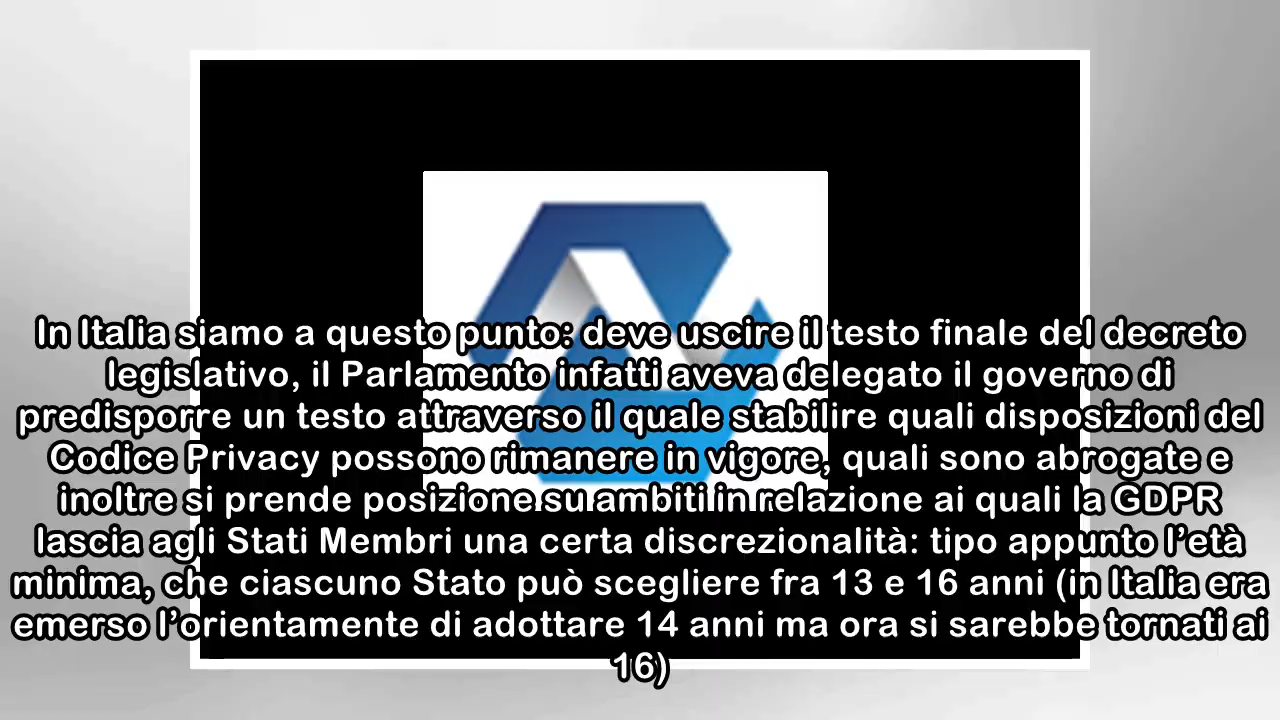 In Italia siamo a questo punto: deve uscire il testo finale del decreto
legislativo, il Parlamento infatti aveva delegato il governo di
predisporre un testo attraverso il quale stabilire quali disposizioni del
Codice Privacy possono rimanere in vigore, quali sono abrogate e
inoltre si prende posizione su ambiti in relazione ai quali la GDPR
lascia agli Stati Membri una certa discrezionalità: tipo appunto l’età
minima, che ciascuno Stato può scegliere fra 13 e 16 anni (in Italia era
emerso l’orientamente di adottare 14 anni ma ora si sarebbe tornati ai
16)